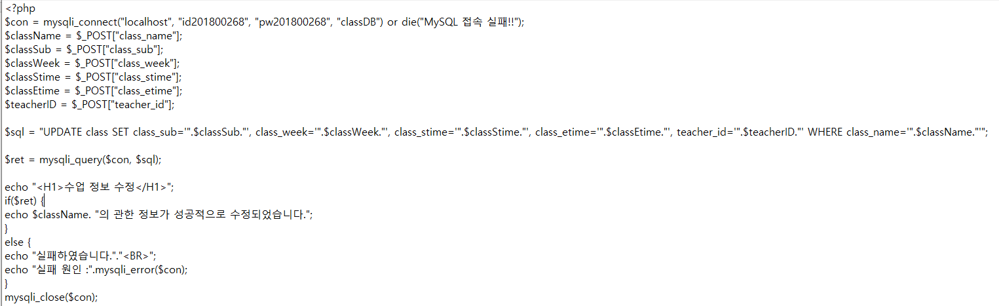 <?php
$con = mysqli_connect("localhost", "id201800268", "pw201800268", "classDB") or die("MySQL 접속 실패!!");
$className = $_POST["class_name"];
$classSub = $_POST["class_sub"];
$classWeek = $_POST["class_week"];
$classStime = $_POST["class_stime"];
$classEtime = $_POST["class_etime"];
$teacherID = $_POST["teacher_id"];
$sql = "UPDATE class SET class_sub='".$classSub."', class_week='".$classWeek."', class_stime='".$classStime."', class_etime='".$classEtime."', teacher_id='".$teacherID."' WHERE class_name='".$className."'";
$ret = mysqli_query($con, $sql);
echo "<H1>수업 정보 수정</H1>";
if($ret) {
echo $className. "의 관한 정보가 성공적으로 수정되었습니다.";
}
else {
echo "실패하였습니다."."<BR>";
echo "실패 원인 :".mysqli_error($con);
}
mysqli_close($con);